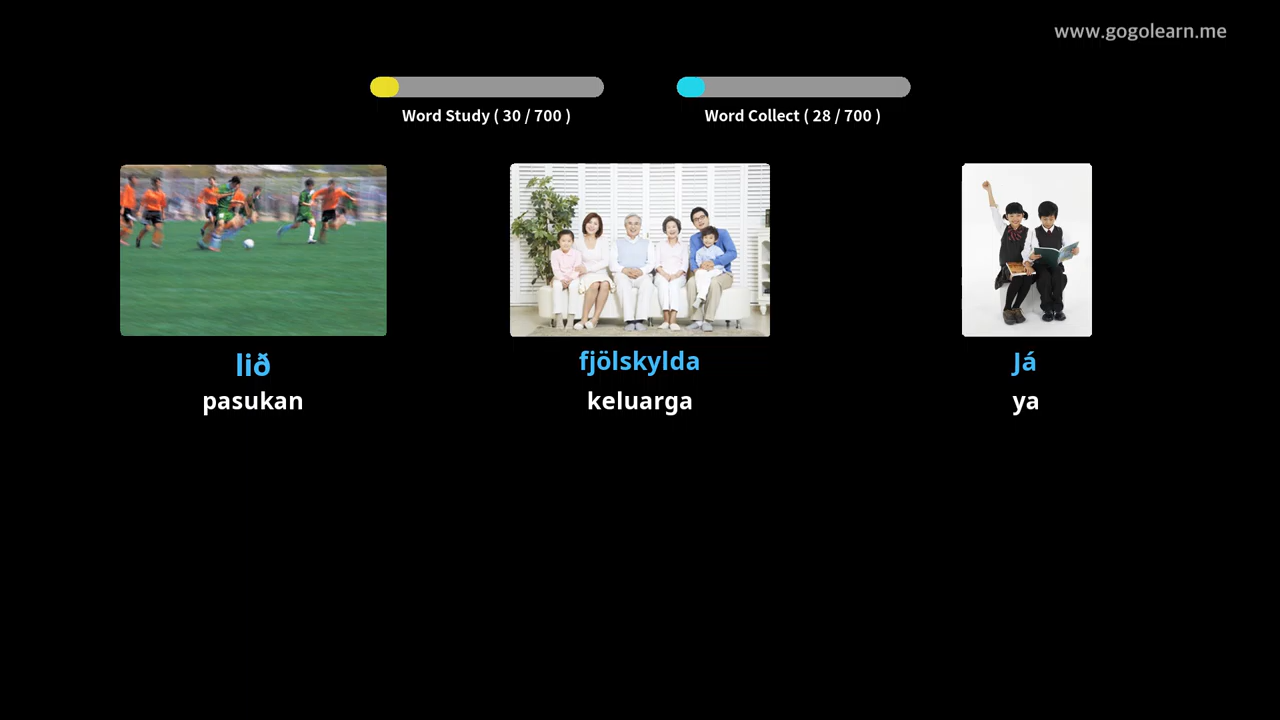 www.gogolearn.me
Word Study ( 30 / 700 )
Word Collect ( 28 / 700 )
lið
fjölskylda
Já
pasukan
keluarga
ya